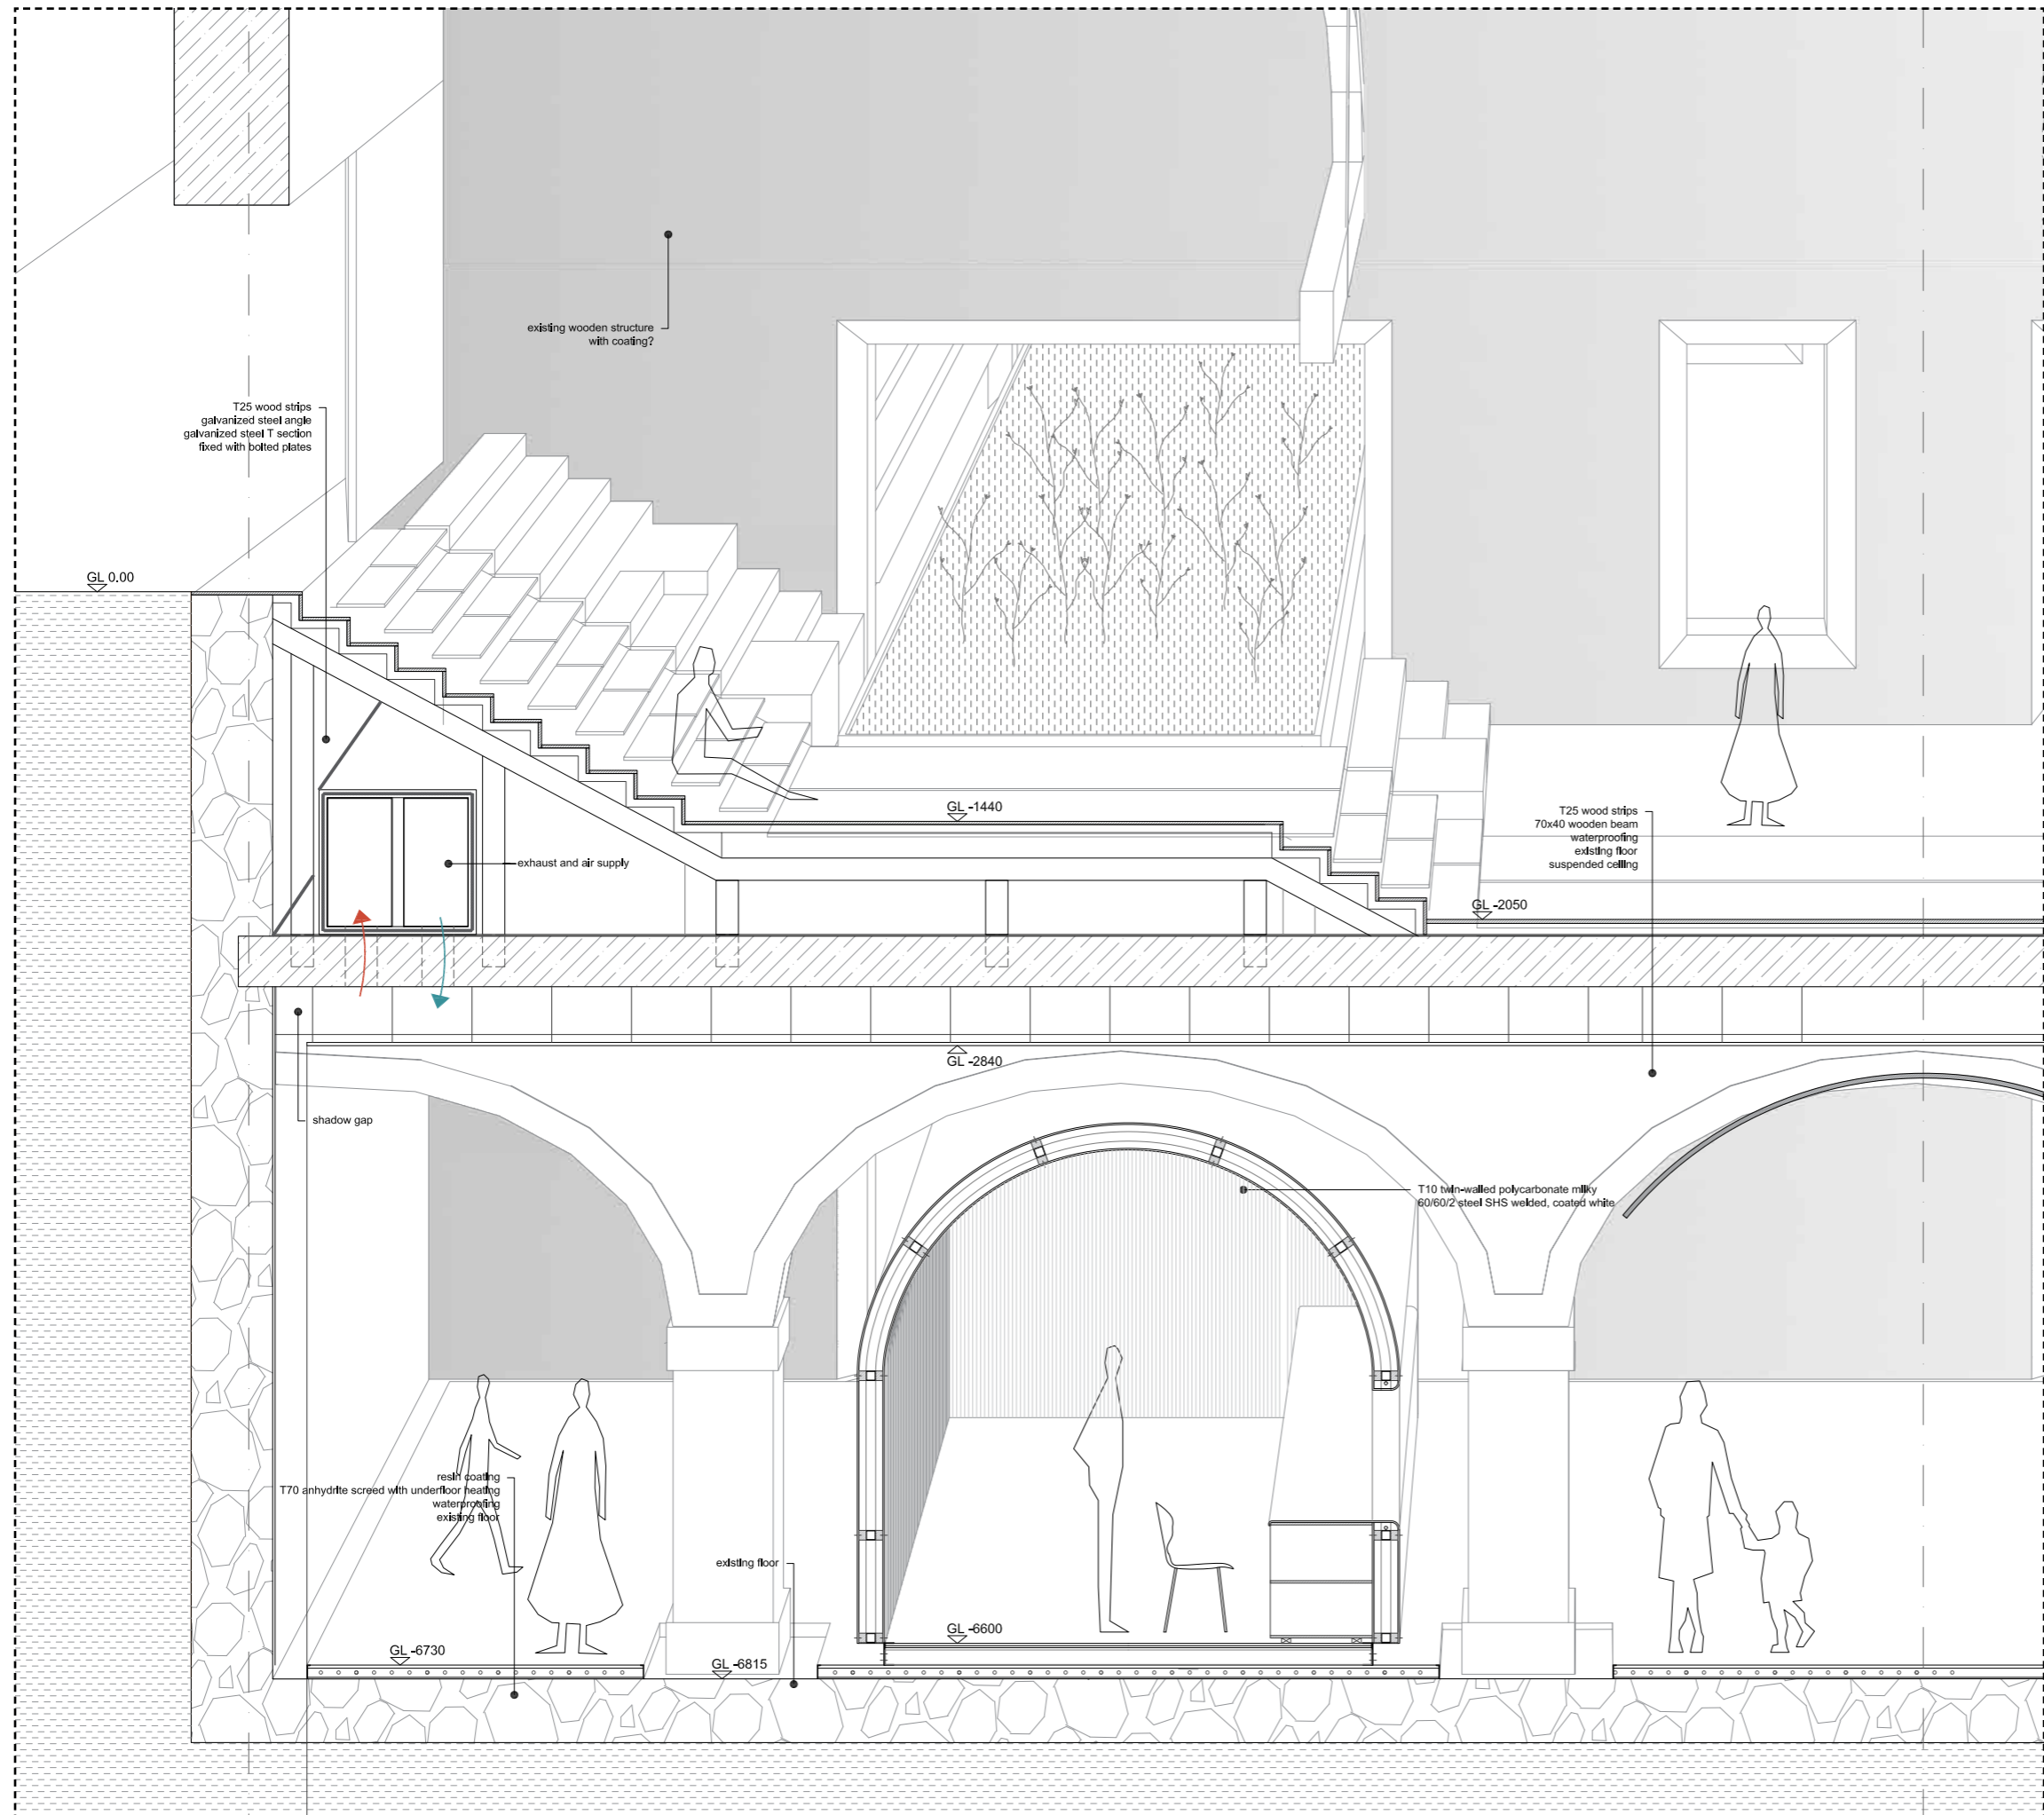 existing wooden structure
with coating?
T25 wood strips
galvanized steel angle
galvanized steel T section
fixed with bolted plates
GL 0.00
GL -1440
T25 wood strips
70x40 wooden beam
waterproofing
existing floor
suspended ceiling
exhaust and air supply
GL -2050
GL -2840
shadow gap
T10 twin-walled polycarbonate milky
60/60/2 steel SHS welded, coated white
resin coating
T70 anhydrite screed with underfloor heating
waterproofing
existing floor
existing floor
GL -6600
GL -6730
GL -6815